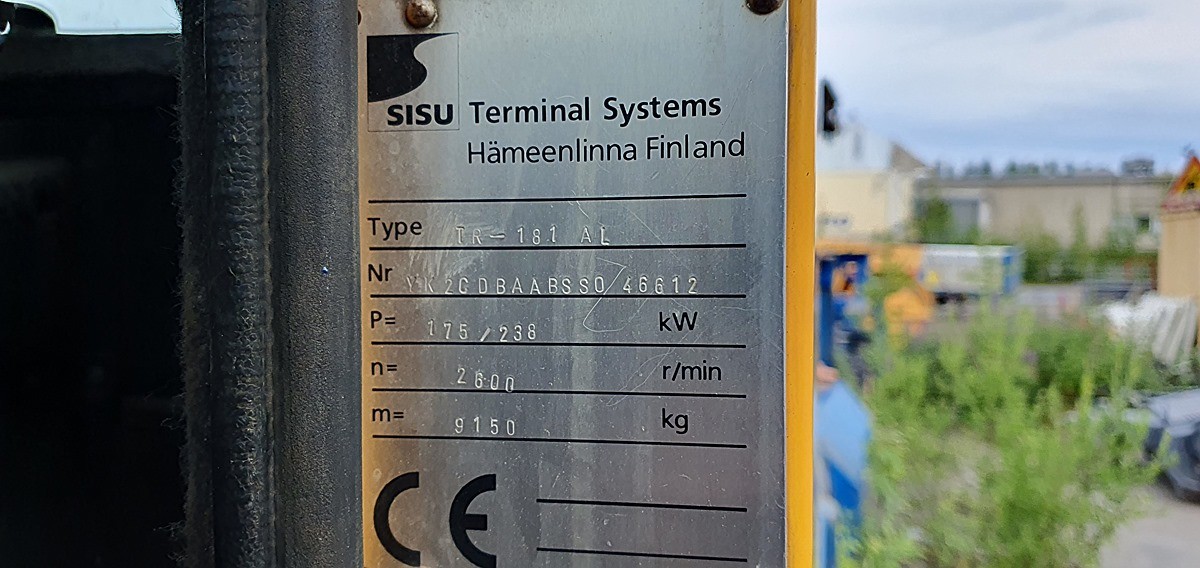 SISU Terminal Systems
Hämeenlinna Finland
Type TR-181 AL
Nr YK2CDBAABSS0/46612
P= 175/238 kW
n= 2600 r/min
m= 9150 kg
CE